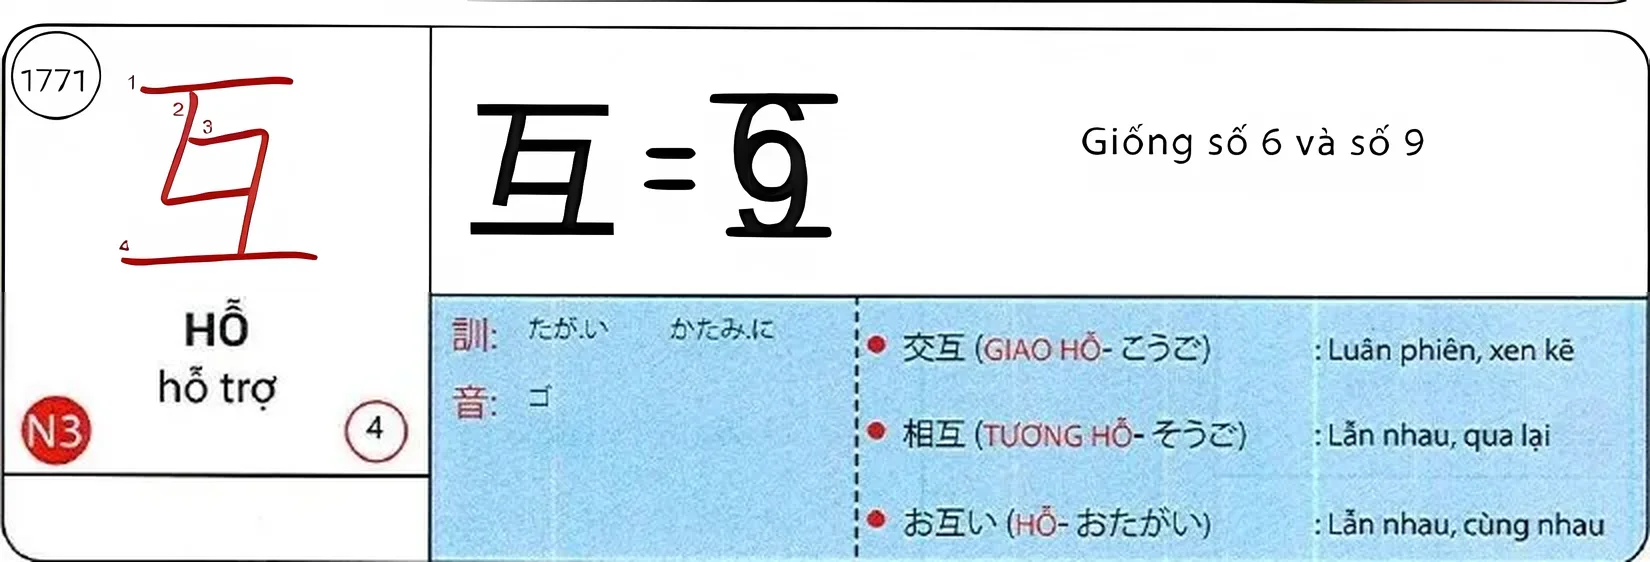 1771
1
2
3
4
互
HỖ
hỗ trợ
N3
4
互 = 6 9
Giống số 6 và số 9
訓: たが.い かたみ.に
音: ゴ
● 交互 (GIAO HỖ- こうご) : Luân phiên, xen kẽ
● 相互 (TƯƠNG HỖ- そうご) : Lẫn nhau, qua lại
● お互い (HỖ- おたがい) : Lẫn nhau, cùng nhau